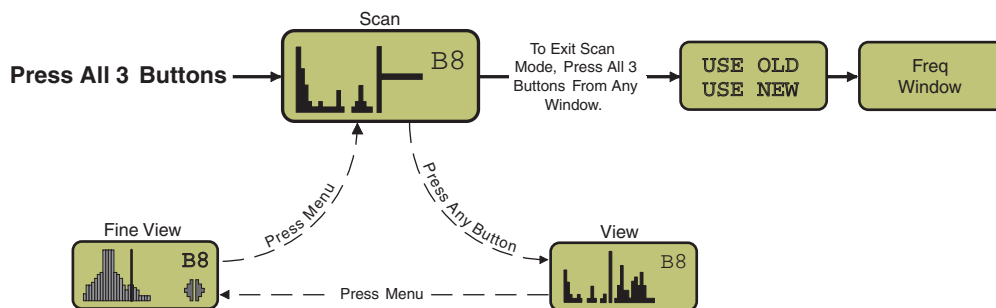 Scan
Press All 3 Buttons
B8
To Exit Scan
Mode, Press All 3
Buttons From Any
Window.
USE OLD
USE NEW
Freq
Window
Press Menu
Press Any Button
Fine View
B8
View
B8
Press Menu